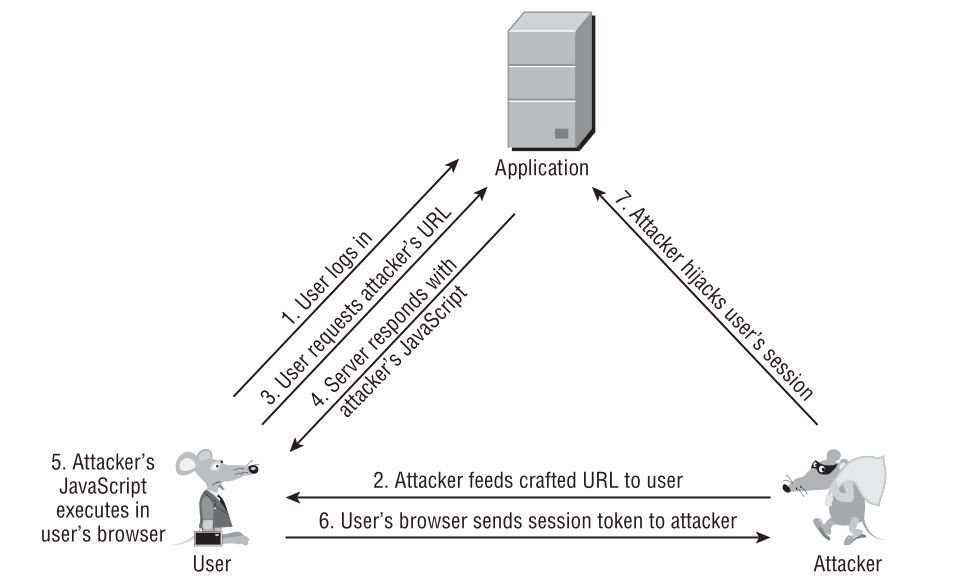 Application
1. User logs in
3. User requests attacker's URL
4. Server responds with
attacker's JavaScript
7. Attacker hijacks user's session
5. Attacker's
JavaScript
executes in
user's browser
2. Attacker feeds crafted URL to user
6. User's browser sends session token to attacker
User
Attacker